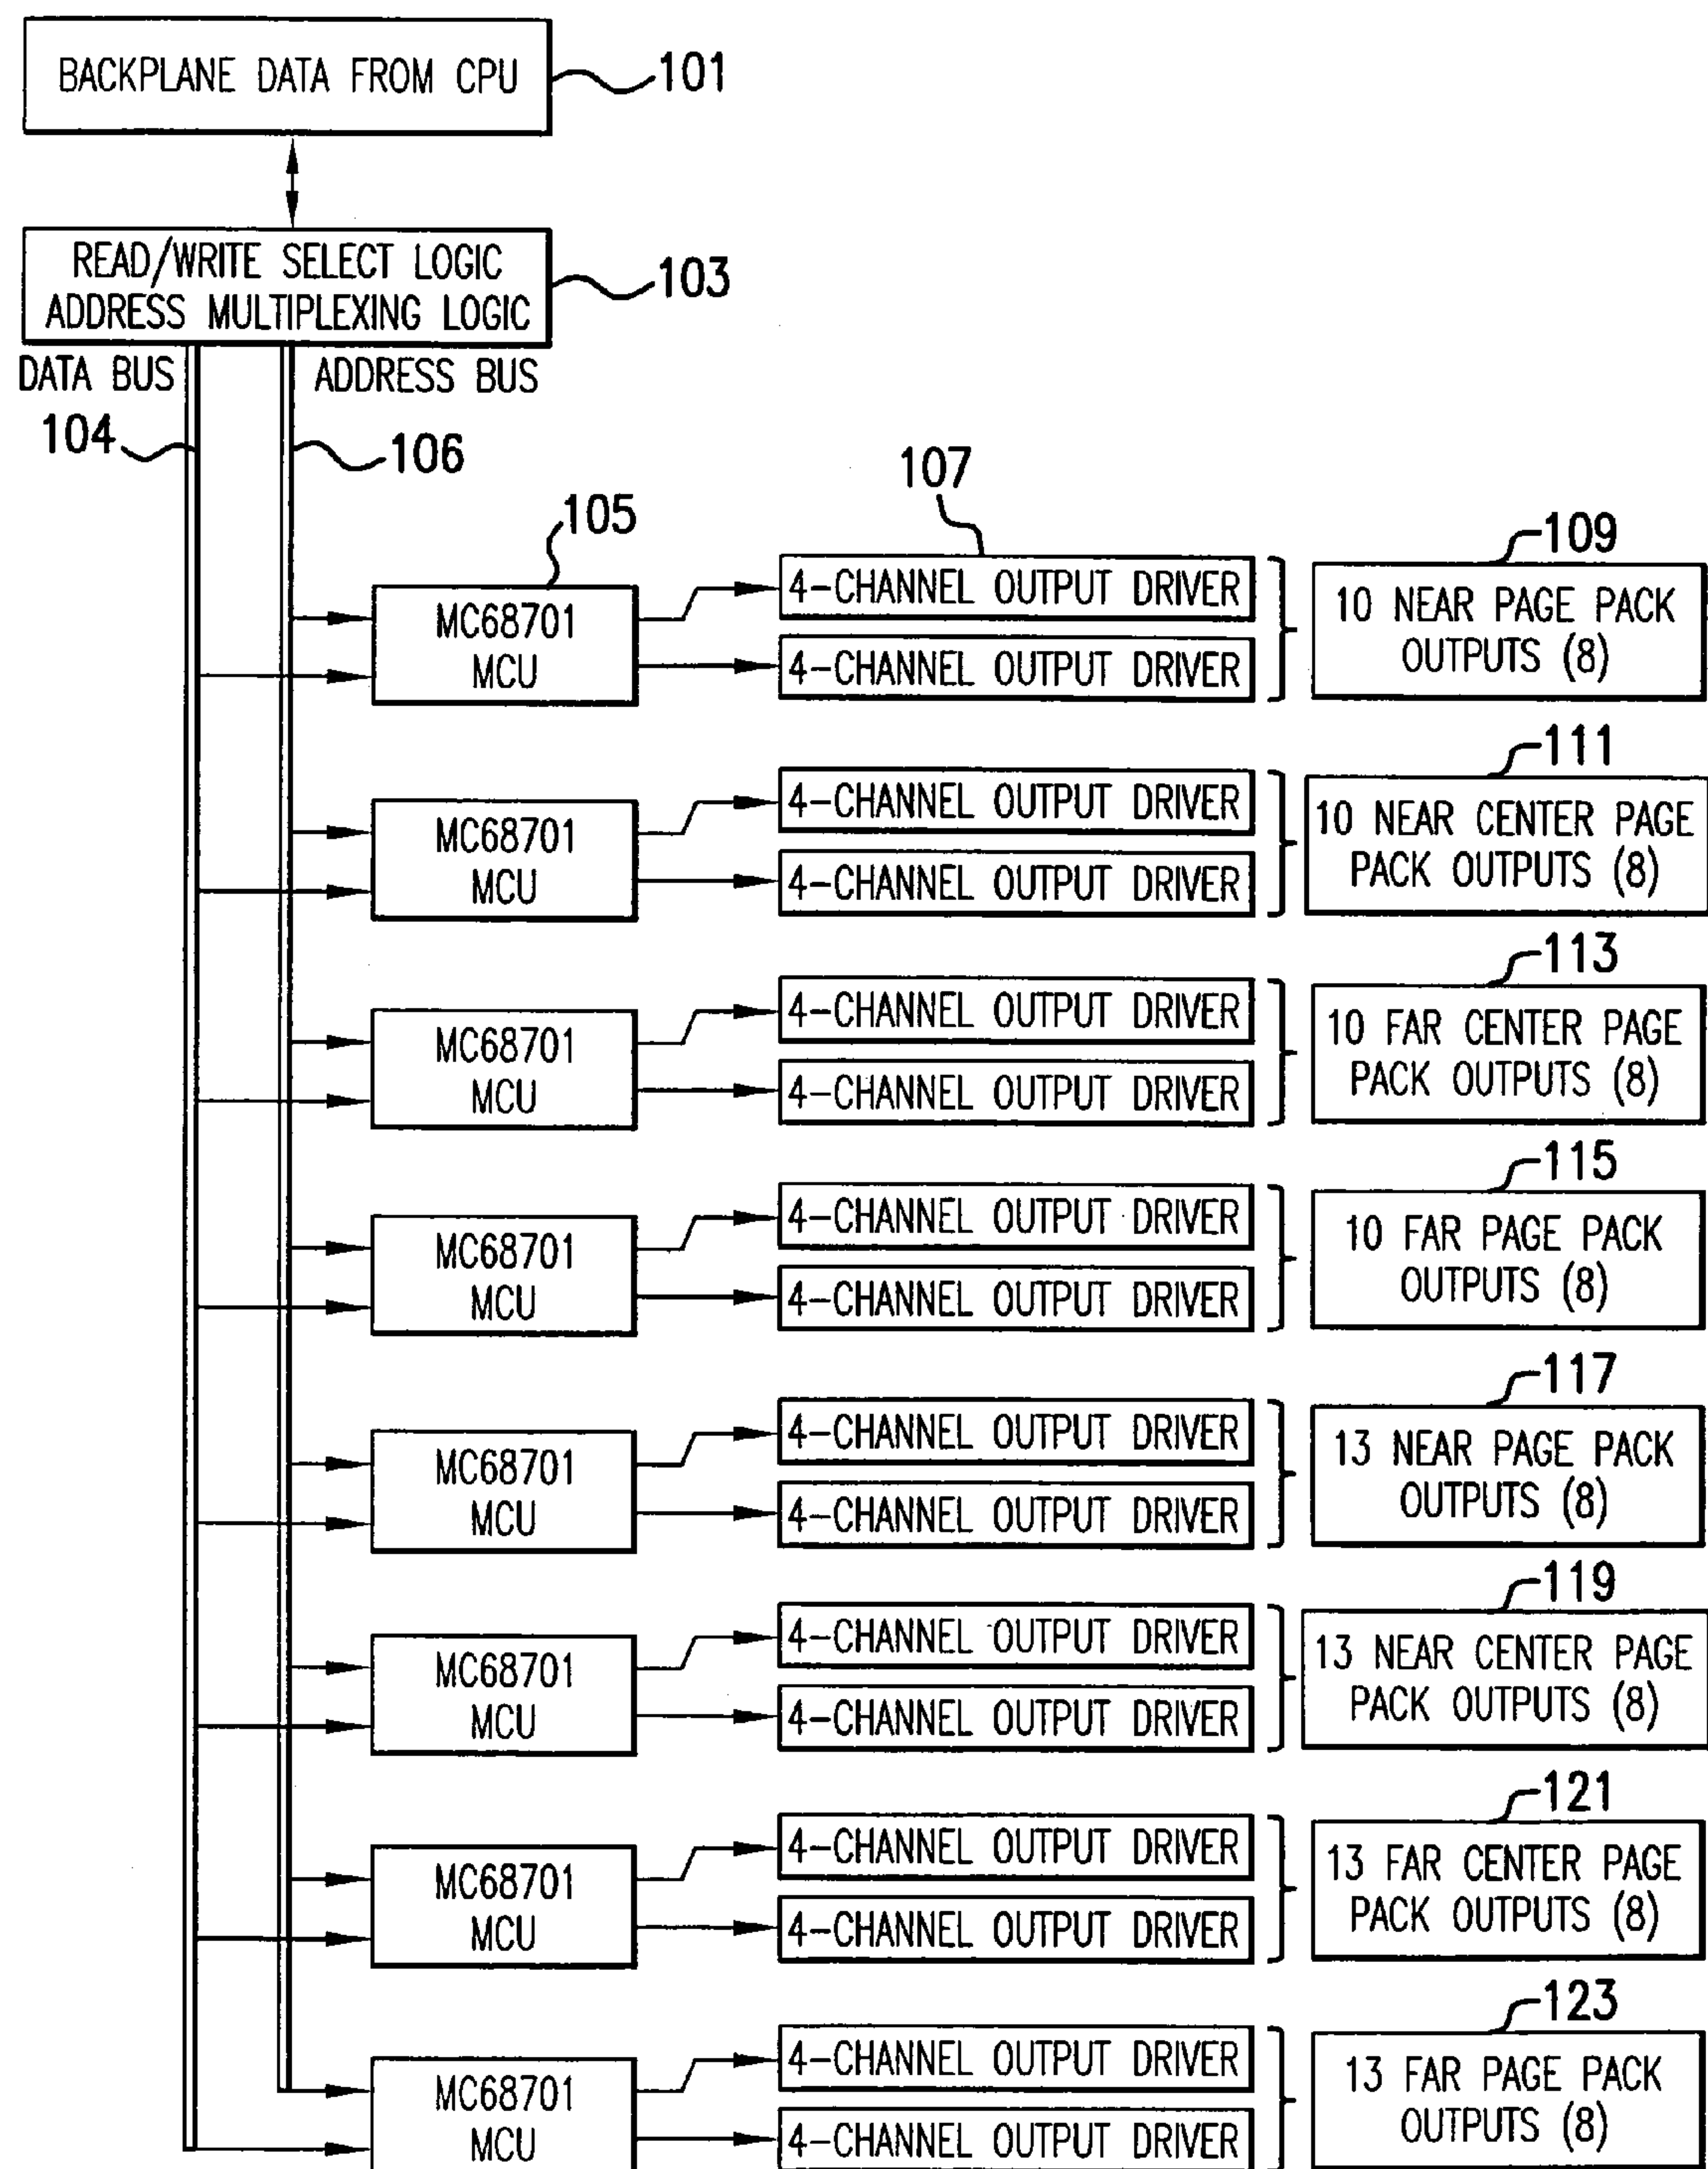 BACKPLANE DATA FROM CPU
101
READ/WRITE SELECT LOGIC
ADDRESS MULTIPLEXING LOGIC
103
DATA BUS
ADDRESS BUS
104
106
105
107
109
MC68701
MCU
4-CHANNEL OUTPUT DRIVER
4-CHANNEL OUTPUT DRIVER
10 NEAR PAGE PACK
OUTPUTS (8)
111
MC68701
MCU
4-CHANNEL OUTPUT DRIVER
4-CHANNEL OUTPUT DRIVER
10 NEAR CENTER PAGE
PACK OUTPUTS (8)
113
MC68701
MCU
4-CHANNEL OUTPUT DRIVER
4-CHANNEL OUTPUT DRIVER
10 FAR CENTER PAGE
PACK OUTPUTS (8)
115
MC68701
MCU
4-CHANNEL OUTPUT DRIVER
4-CHANNEL OUTPUT DRIVER
10 FAR PAGE PACK
OUTPUTS (8)
117
MC68701
MCU
4-CHANNEL OUTPUT DRIVER
4-CHANNEL OUTPUT DRIVER
13 NEAR PAGE PACK
OUTPUTS (8)
119
MC68701
MCU
4-CHANNEL OUTPUT DRIVER
4-CHANNEL OUTPUT DRIVER
13 NEAR CENTER PAGE
PACK OUTPUTS (8)
121
MC68701
MCU
4-CHANNEL OUTPUT DRIVER
4-CHANNEL OUTPUT DRIVER
13 FAR CENTER PAGE
PACK OUTPUTS (8)
123
MC68701
MCU
4-CHANNEL OUTPUT DRIVER
4-CHANNEL OUTPUT DRIVER
13 FAR PAGE PACK
OUTPUTS (8)